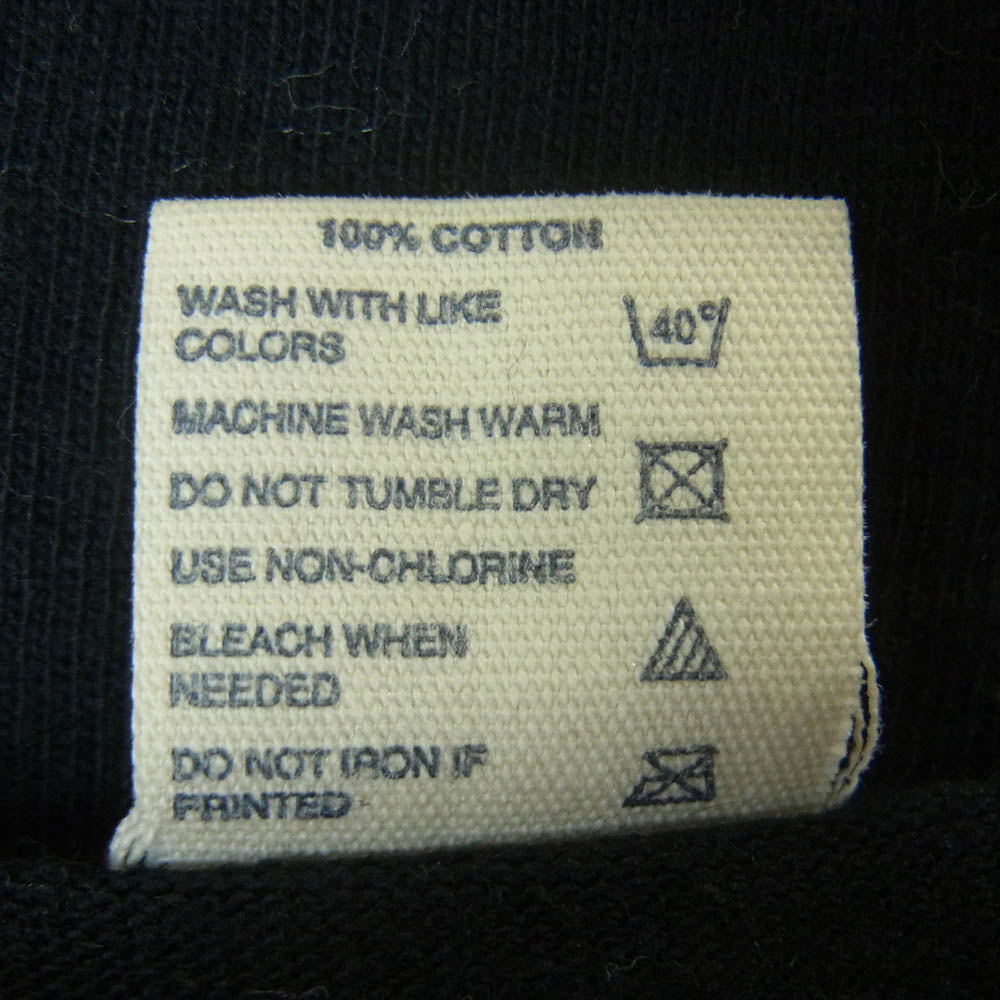 100% COTTON
WASH WITH LIKE
COLORS
40°
MACHINE WASH WARM
DO NOT TUMBLE DRY
USE NON-CHLORINE
BLEACH WHEN
NEEDED
DO NOT IRON IF
PRINTED